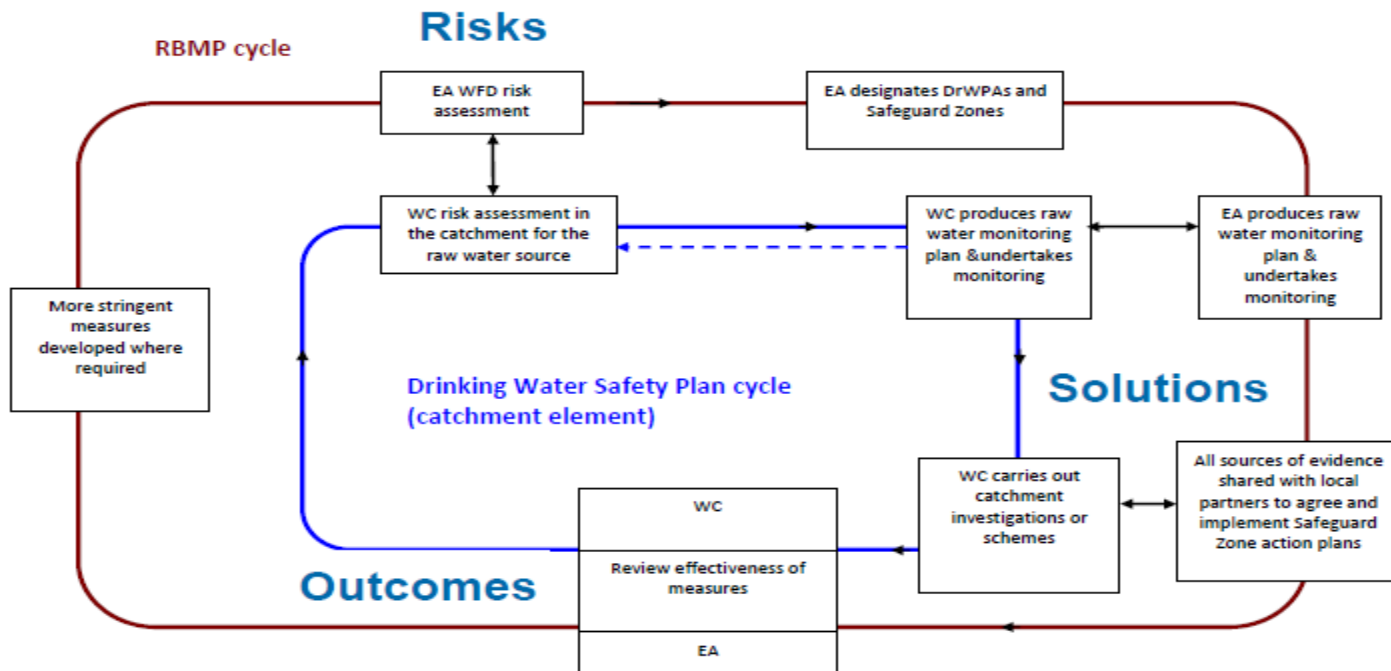 Risks
RBMP cycle
EA WFD risk
assessment
EA designates DrWPAs and
Safeguard Zones
WC risk assessment in
the catchment for the
raw water source
WC produces raw
water monitoring
plan &undertakes
monitoring
EA produces raw
water monitoring
plan &
undertakes
monitoring
More stringent
measures
developed where
required
Drinking Water Safety Plan cycle
(catchment element)
Solutions
WC carries out
catchment
investigations or
schemes
All sources of evidence
shared with local
partners to agree and
implement Safeguard
Zone action plans
WC
Review effectiveness of
measures
EA
Outcomes